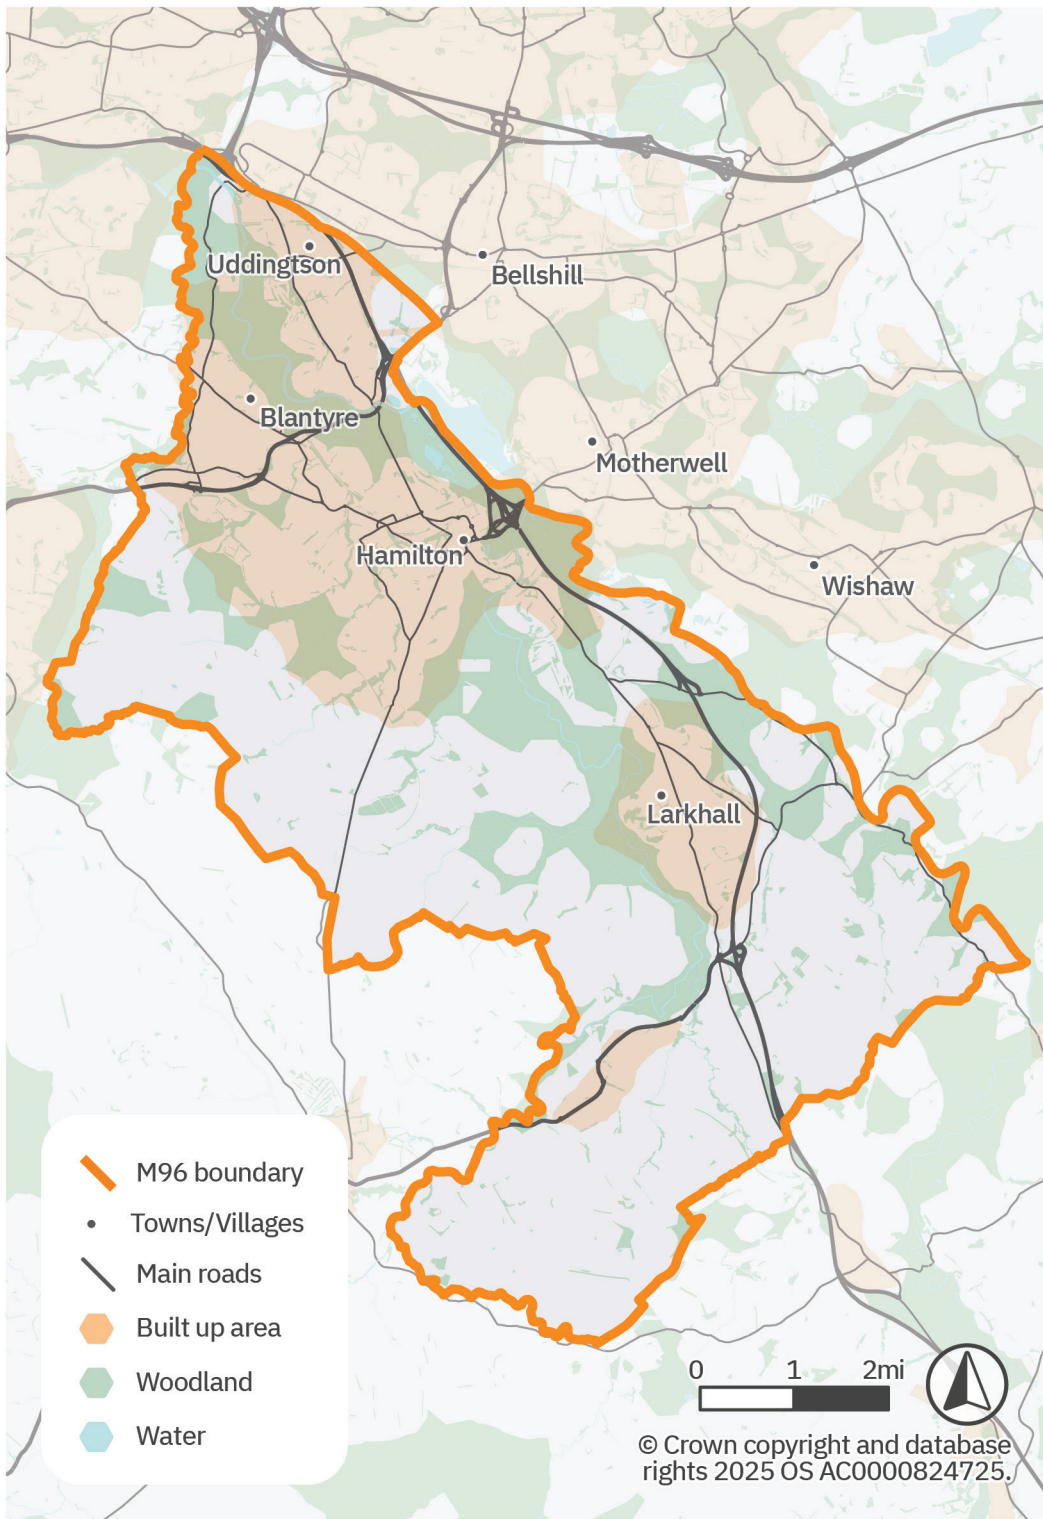 Uddingtson
Bellshill
Blantyre
Motherwell
Hamilton
Wishaw
Larkhall
M96 boundary
Towns/Villages
Main roads
Built up area
Woodland
Water
0 1 2mi
© Crown copyright and database
rights 2025 OS AC0000824725.